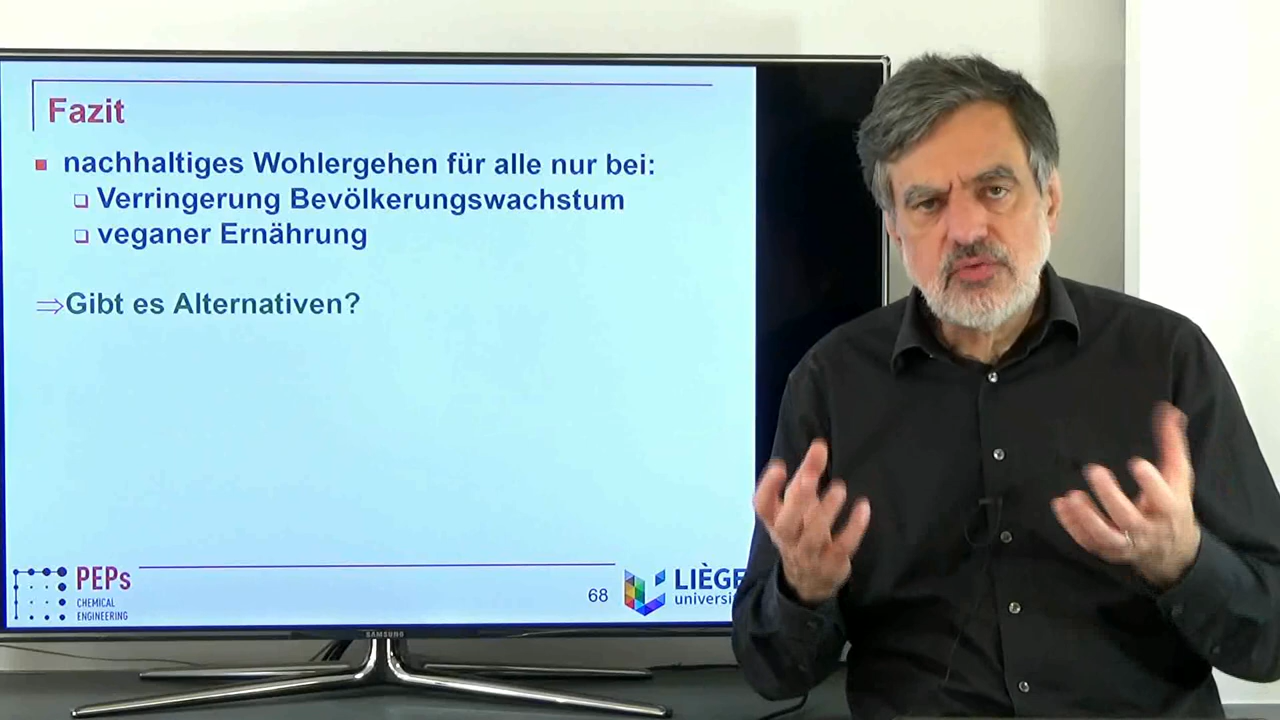 Fazit
nachhaltiges Wohlergehen für alle nur bei:
Verringerung Bevölkerungswachstum
veganer Ernährung
⇒Gibt es Alternativen?
PEPs
CHEMICAL
ENGINEERING
68
LIÈGE
universi
SAMSUNG